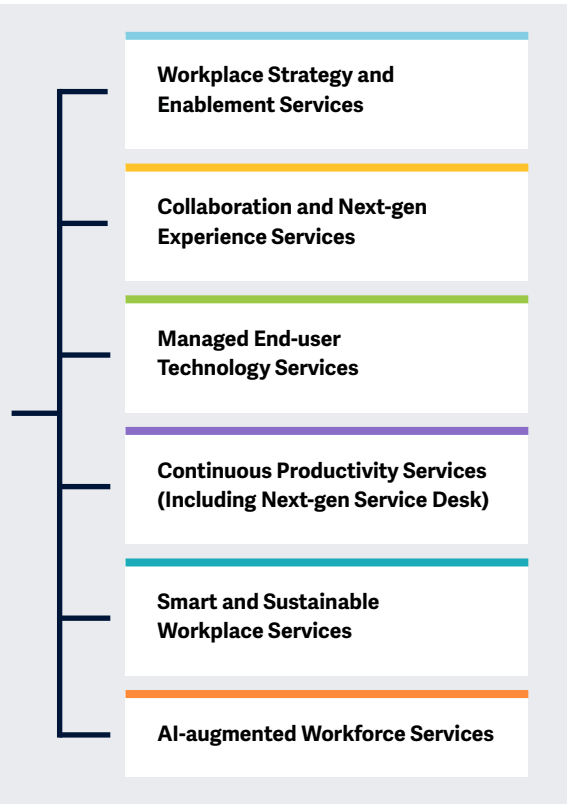 Workplace Strategy and
Enablement Services
Collaboration and Next-gen
Experience Services
Managed End-user
Technology Services
Continuous Productivity Services
(Including Next-gen Service Desk)
Smart and Sustainable
Workplace Services
AI-augmented Workforce Services